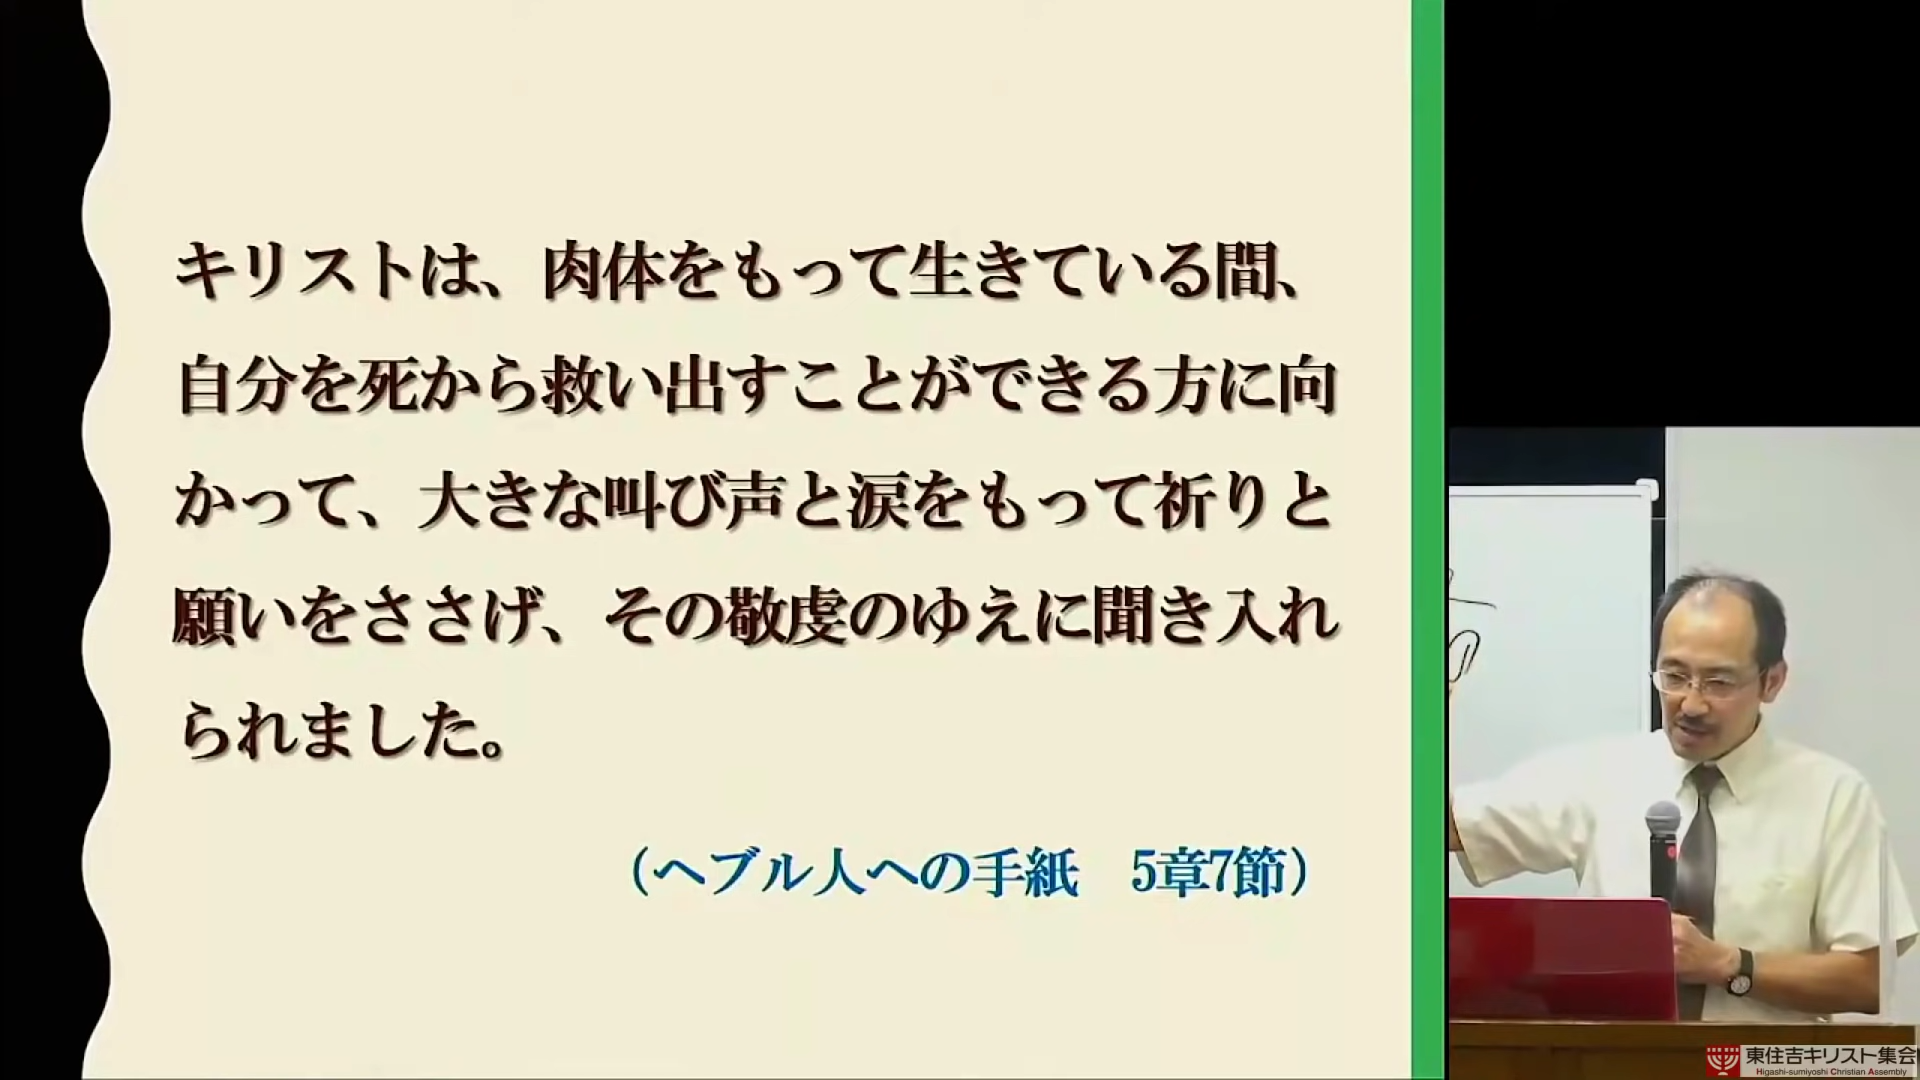 キリストは、肉体をもって生きている間、
自分を死から救い出すことができる方に向
かって、大きな叫び声と涙をもって祈りと
願いをささげ、その敬虔のゆえに聞き入れ
られました。
（ヘブル人への手紙　5章7節）
東住吉キリスト集会
Higashi-sumiyoshi Christian Assembly